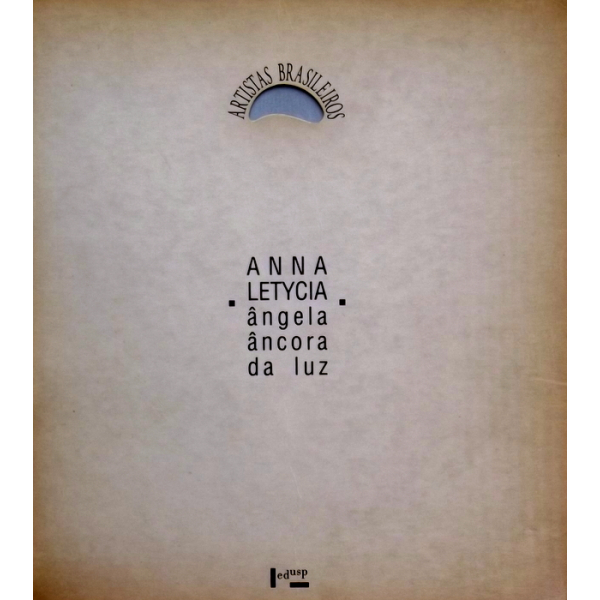 ARTISTAS BRASILEIROS
ANNA
LETYCIA
ângela
âncora
da luz
edusp